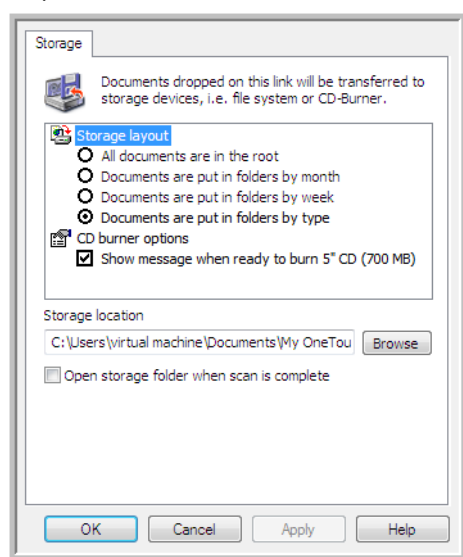 Storage
Documents dropped on this link will be transferred to
storage devices, i.e. file system or CD-Burner.
Storage layout
All documents are in the root
Documents are put in folders by month
Documents are put in folders by week
Documents are put in folders by type
CD burner options
Show message when ready to burn 5" CD (700 MB)
Storage location
C:\Users\virtual machine\Documents\My OneTou Browse
Open storage folder when scan is complete
OK Cancel Apply Help